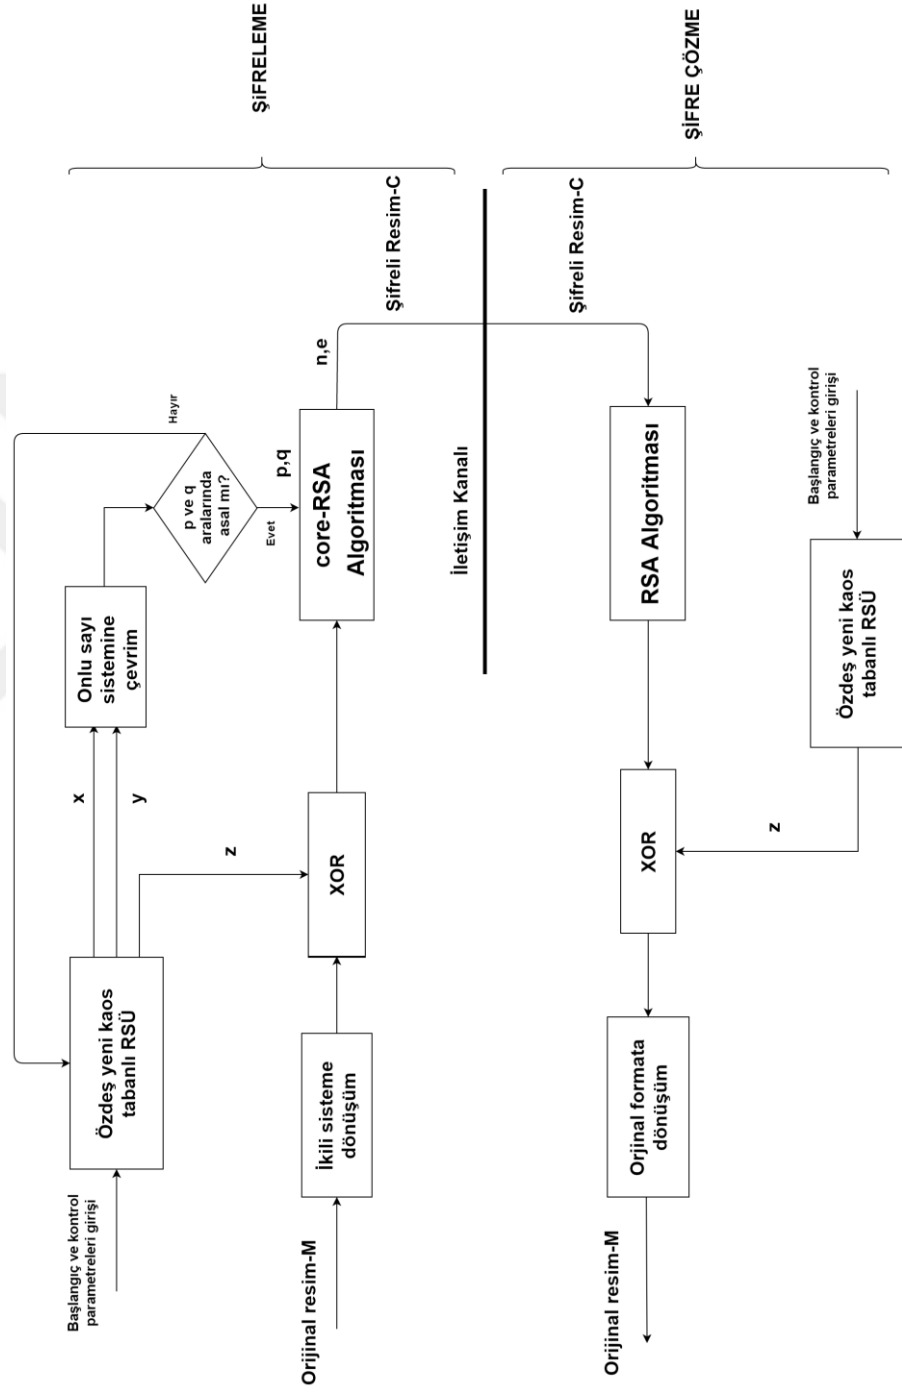 Başlangıç ve kontrol
parametreleri girişi
Özdeş yeni kaos
tabanlı RSÜ
x
y
z
Onlu sayı
sistemine
çevrim
p ve q
aralarında
asal mı?
Hayır
Evet
p,q
Orijinal resim-M
İkili sisteme
dönüşüm
XOR
core-RSA
Algoritması
n,e
Şifreli Resim-C
ŞiFRELEME
İletişim Kanalı
Şifreli Resim-C
ŞİFRE ÇÖZME
RSA Algoritması
XOR
Orjinal formata
dönüşüm
Orijinal resim-M
z
Özdeş yeni kaos
tabanlı RSÜ
Başlangıç ve kontrol
parametreleri girişi